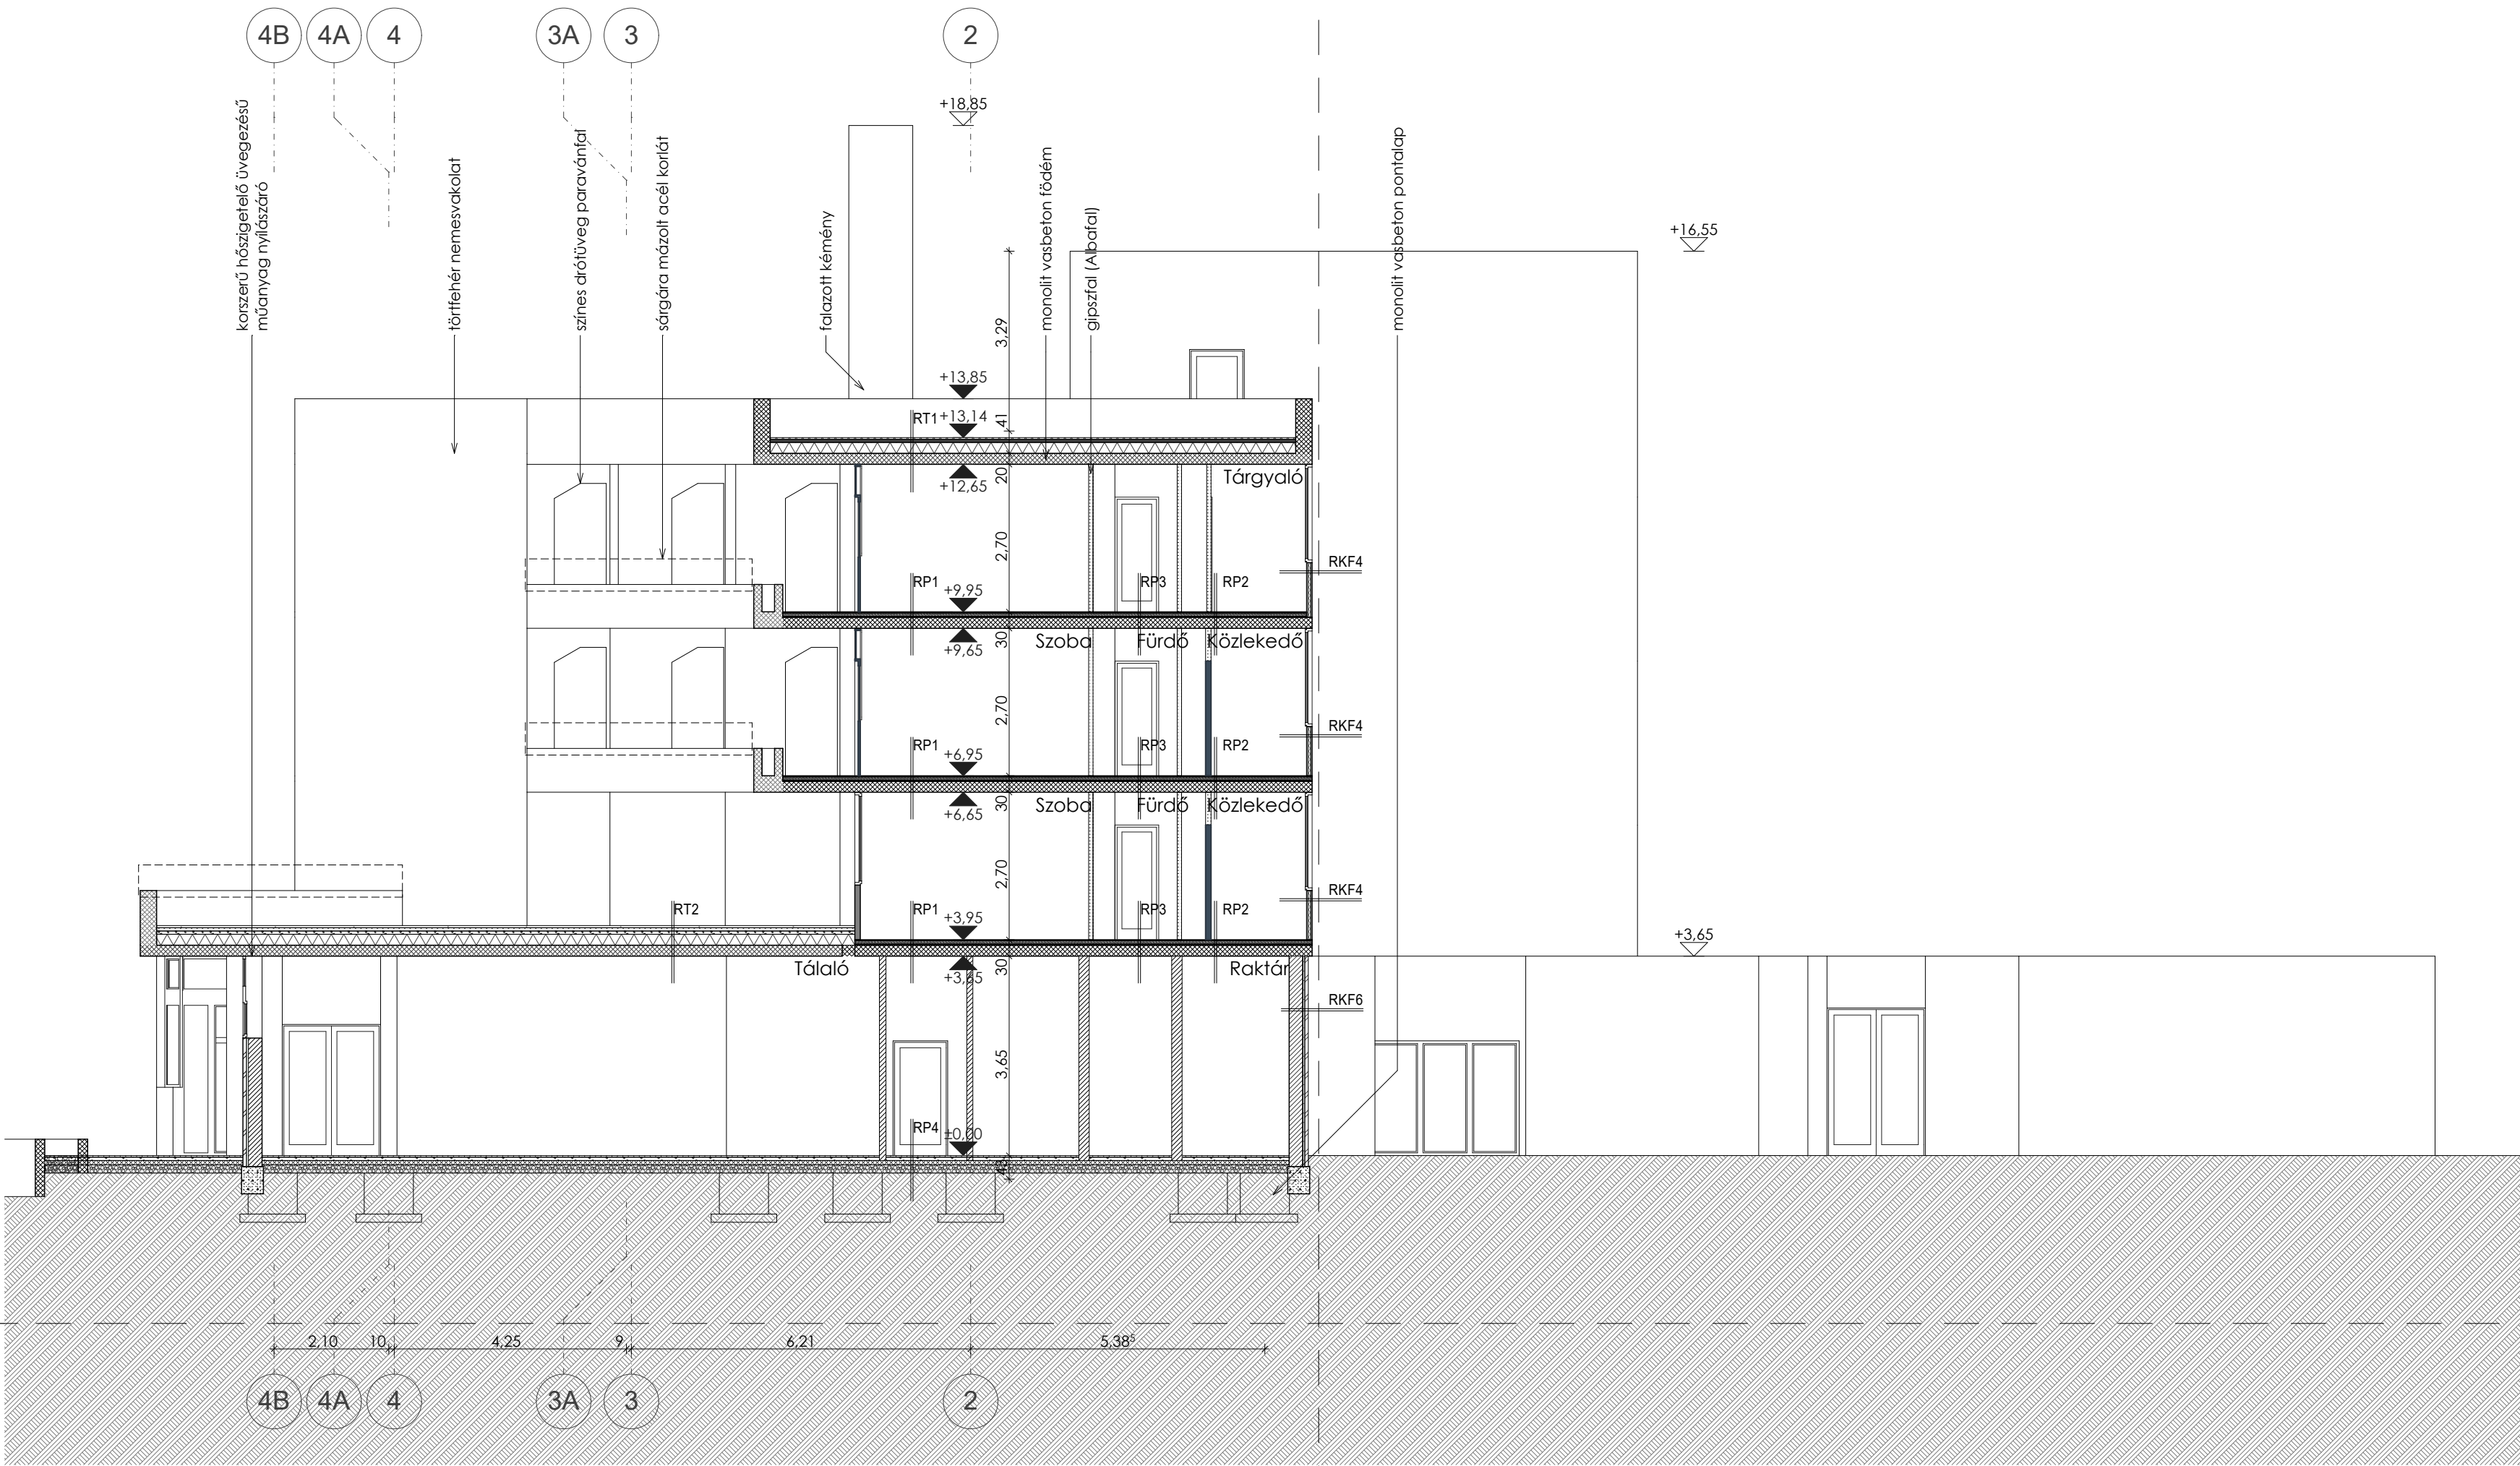 4B
4A
4
3A
3
2
korszerű hőszigetelő üvegezésű
műanyag nyílászáró
törtfehér nemesvakolat
színes drótüveg paravánfal
sárgára mázolt acél korlát
falazott kémény
monolit vasbeton födém
gipszfal (Albafal)
monolit vasbeton pontalap
+18,85
+16,55
3,29
+13,85
RT1
+13,14
41
+12,65
20
Tárgyaló
2,70
RKF4
RP1
+9,95
RP3
RP2
+9,65
30
Szoba
Fürdő
Közlekedő
2,70
RKF4
RP1
+6,95
RP3
RP2
+6,65
30
Szoba
Fürdő
Közlekedő
2,70
RKF4
RT2
RP1
+3,95
RP3
RP2
+3,65
Tálaló
+3,65
30
Raktár
RKF6
3,65
RP4
±0,00
43
2,10
10
4,25
9
6,21
5,38⁵
4B
4A
4
3A
3
2